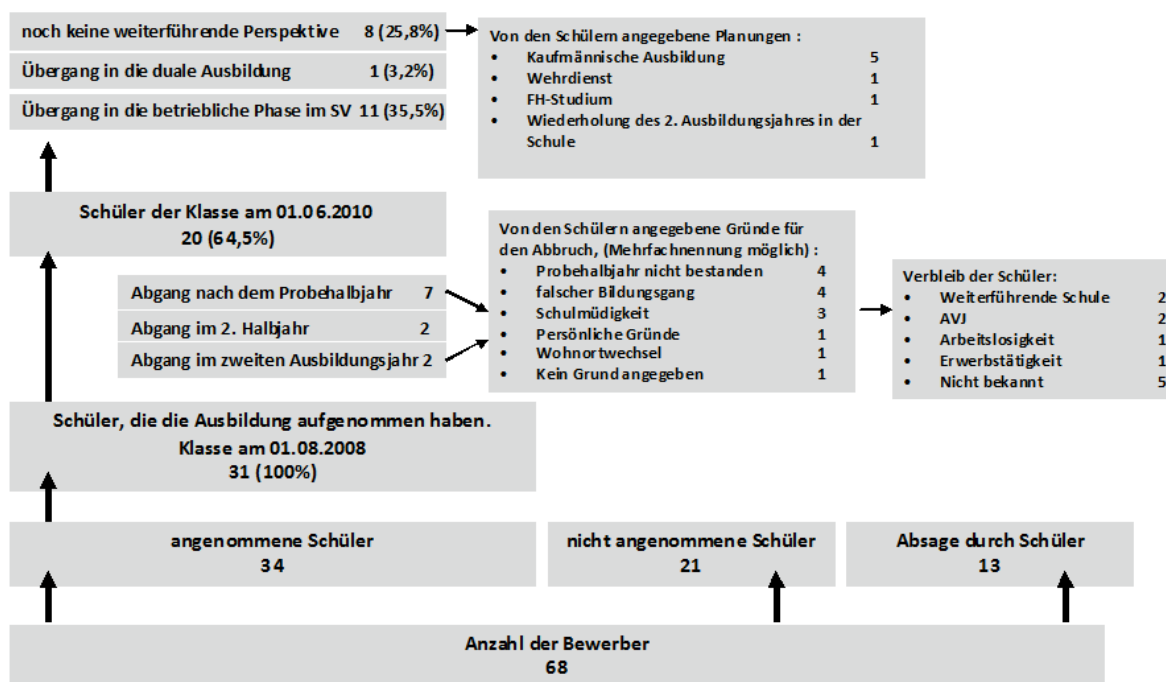 noch keine weiterführende Perspektive 8 (25,8%)
Übergang in die duale Ausbildung 1 (3,2%)
Übergang in die betriebliche Phase im SV 11 (35,5%)
Von den Schülern angegebene Planungen :
• Kaufmännische Ausbildung 5
• Wehrdienst 1
• FH-Studium 1
• Wiederholung des 2. Ausbildungsjahres in der
Schule 1
Schüler der Klasse am 01.06.2010
20 (64,5%)
Abgang nach dem Probehalbjahr 7
Abgang im 2. Halbjahr 2
Abgang im zweiten Ausbildungsjahr 2
Von den Schülern angegebene Gründe für
den Abbruch, (Mehrfachnennung möglich) :
• Probehalbjahr nicht bestanden 4
• falscher Bildungsgang 4
• Schulmüdigkeit 3
• Persönliche Gründe 1
• Wohnortwechsel 1
• Kein Grund angegeben 1
Verbleib der Schüler:
• Weiterführende Schule 2
• AVJ 2
• Arbeitslosigkeit 1
• Erwerbstätigkeit 1
• Nicht bekannt 5
Schüler, die die Ausbildung aufgenommen haben.
Klasse am 01.08.2008
31 (100%)
angenommene Schüler
34
nicht angenommene Schüler
21
Absage durch Schüler
13
Anzahl der Bewerber
68